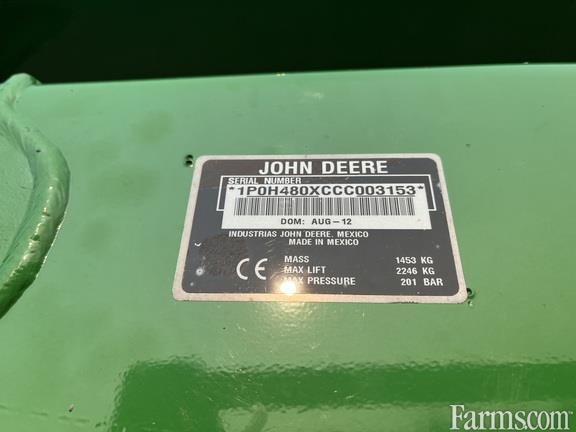 JOHN DEERE
SERIAL NUMBER
*1P0H480XCCC003153*
DOM: AUG-12
INDUSTRIAS JOHN DEERE, MEXICO
MADE IN MEXICO
CE
MASS 1453 KG
MAX LIFT 2246 KG
MAX PRESSURE 201 BAR
Farms.com